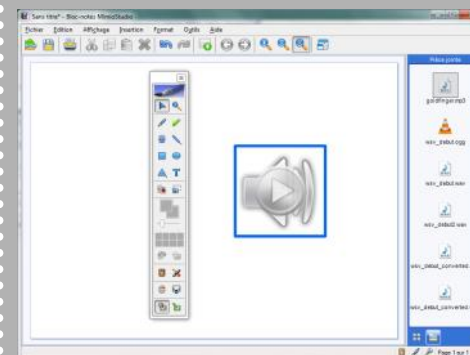 Sans titre* - Bloc-notes MimioStudio
Fichier Edition Affichage Insertion Format Outils Aide
Pièce jointe
goldfinger.mp3
wav_debut.ogg
wav_debut.wav
wav_debut2.wav
wav_debut_converted
wav_debut_converted
Page 1 sur 1